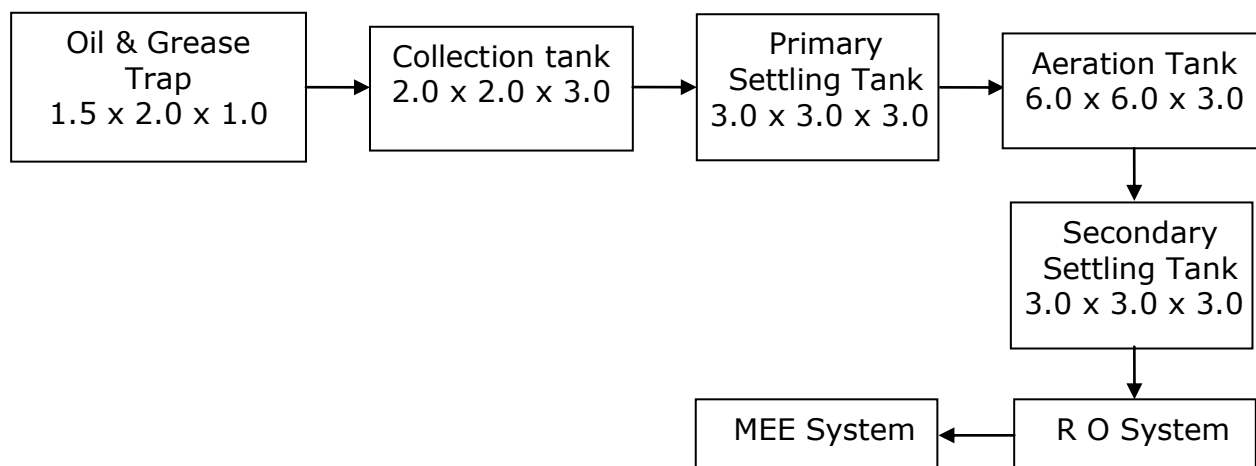 Oil & Grease
Trap
1.5 x 2.0 x 1.0
Collection tank
2.0 x 2.0 x 3.0
Primary
Settling Tank
3.0 x 3.0 x 3.0
Aeration Tank
6.0 x 6.0 x 3.0
Secondary
Settling Tank
3.0 x 3.0 x 3.0
R O System
MEE System